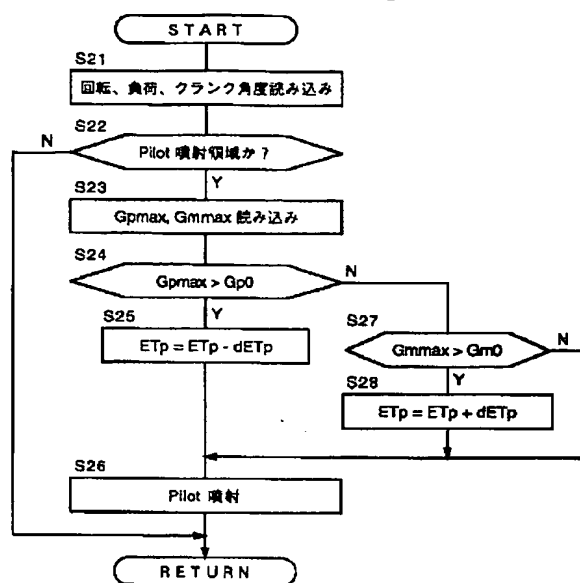 START
S21
回転、負荷、クランク角度読み込み
S22
N
Pilot 噴射領域か？
Y
S23
Gpmax, Gmmax 読み込み
S24
Gpmax > Gp0
N
Y
S25
ETp = ETp - dETp
S27
Gmmax > Gm0
N
Y
S28
ETp = ETp + dETp
S26
Pilot 噴射
RETURN